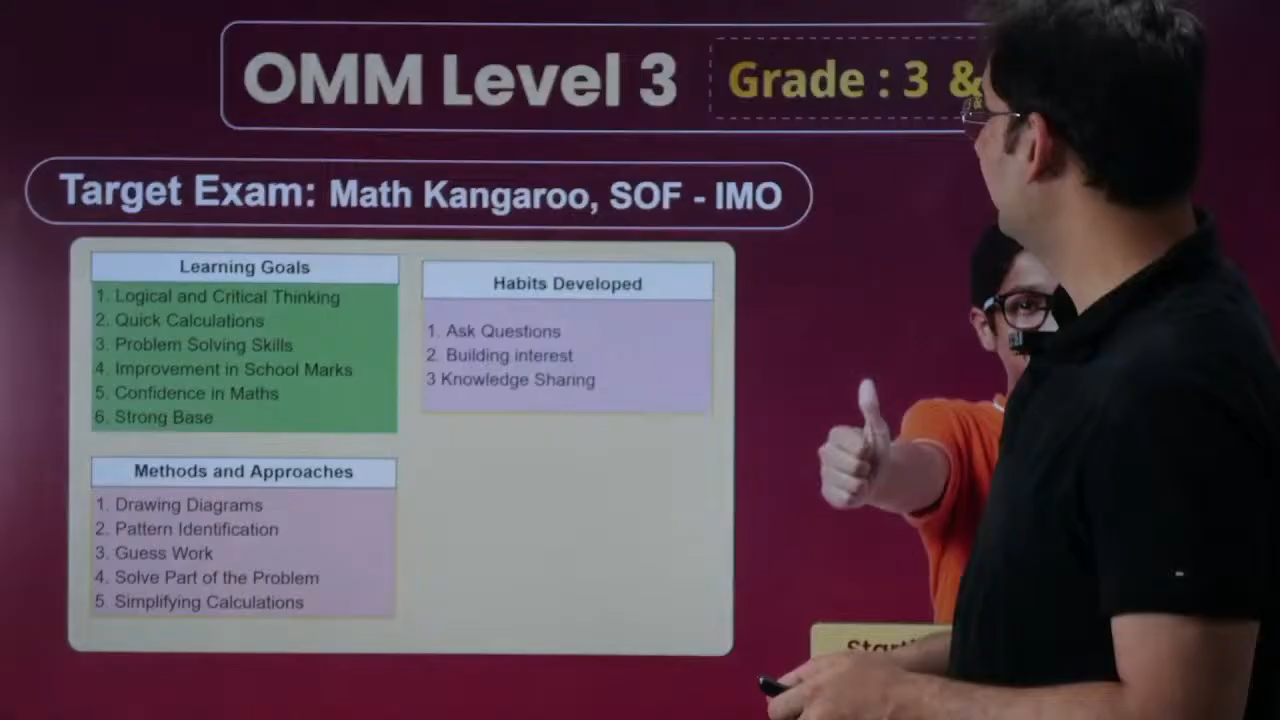 OMM Level 3
Grade : 3 &
Target Exam: Math Kangaroo, SOF - IMO
Learning Goals
1. Logical and Critical Thinking
2. Quick Calculations
3. Problem Solving Skills
4. Improvement in School Marks
5. Confidence in Maths
6. Strong Base
Methods and Approaches
1. Drawing Diagrams
2. Pattern Identification
3. Guess Work
4. Solve Part of the Problem
5. Simplifying Calculations
Habits Developed
1. Ask Questions
2. Building interest
3 Knowledge Sharing